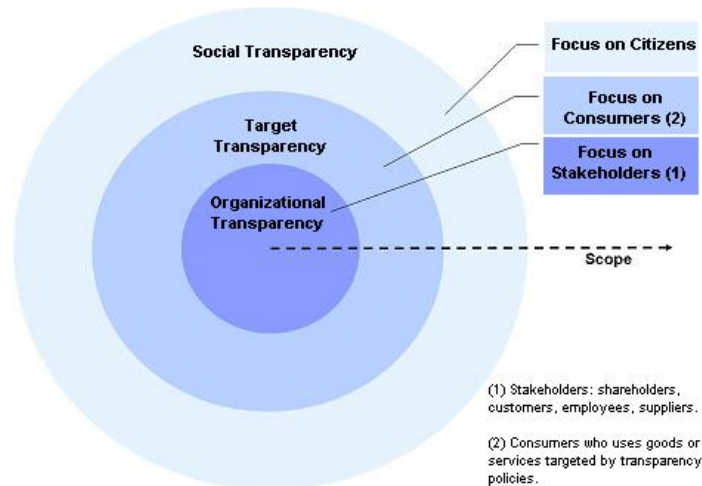 Social Transparency
Target
Transparency
Organizational
Transparency
Focus on Citizens
Focus on
Consumers (2)
Focus on
Stakeholders (1)
Scope
(1) Stakeholders: shareholders,
customers, employees, suppliers.
(2) Consumers who uses goods or
services targeted by transparency
policies.